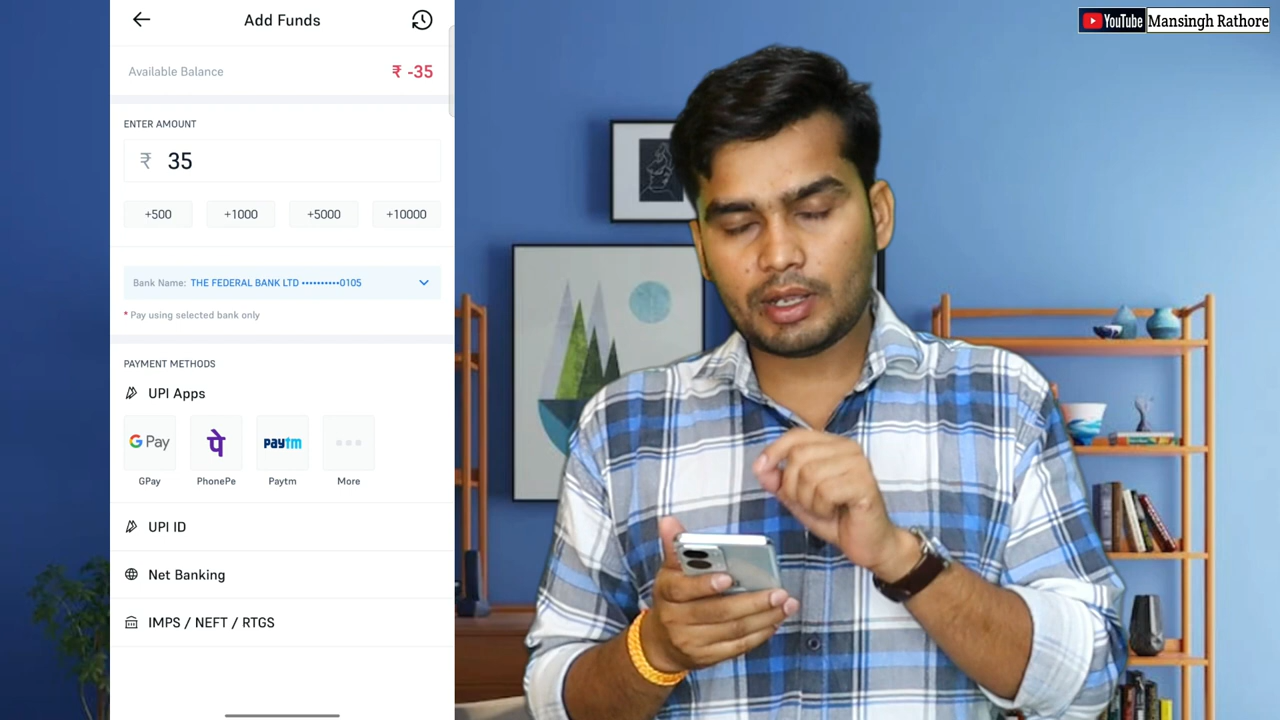 Add Funds
Available Balance ₹ -35
ENTER AMOUNT
₹ 35
+500 +1000 +5000 +10000
Bank Name: THE FEDERAL BANK LTD ••••••••••0105
* Pay using selected bank only
PAYMENT METHODS
UPI Apps
G Pay पे paytm
GPay PhonePe Paytm More
UPI ID
Net Banking
IMPS / NEFT / RTGS
YouTube Mansingh Rathore